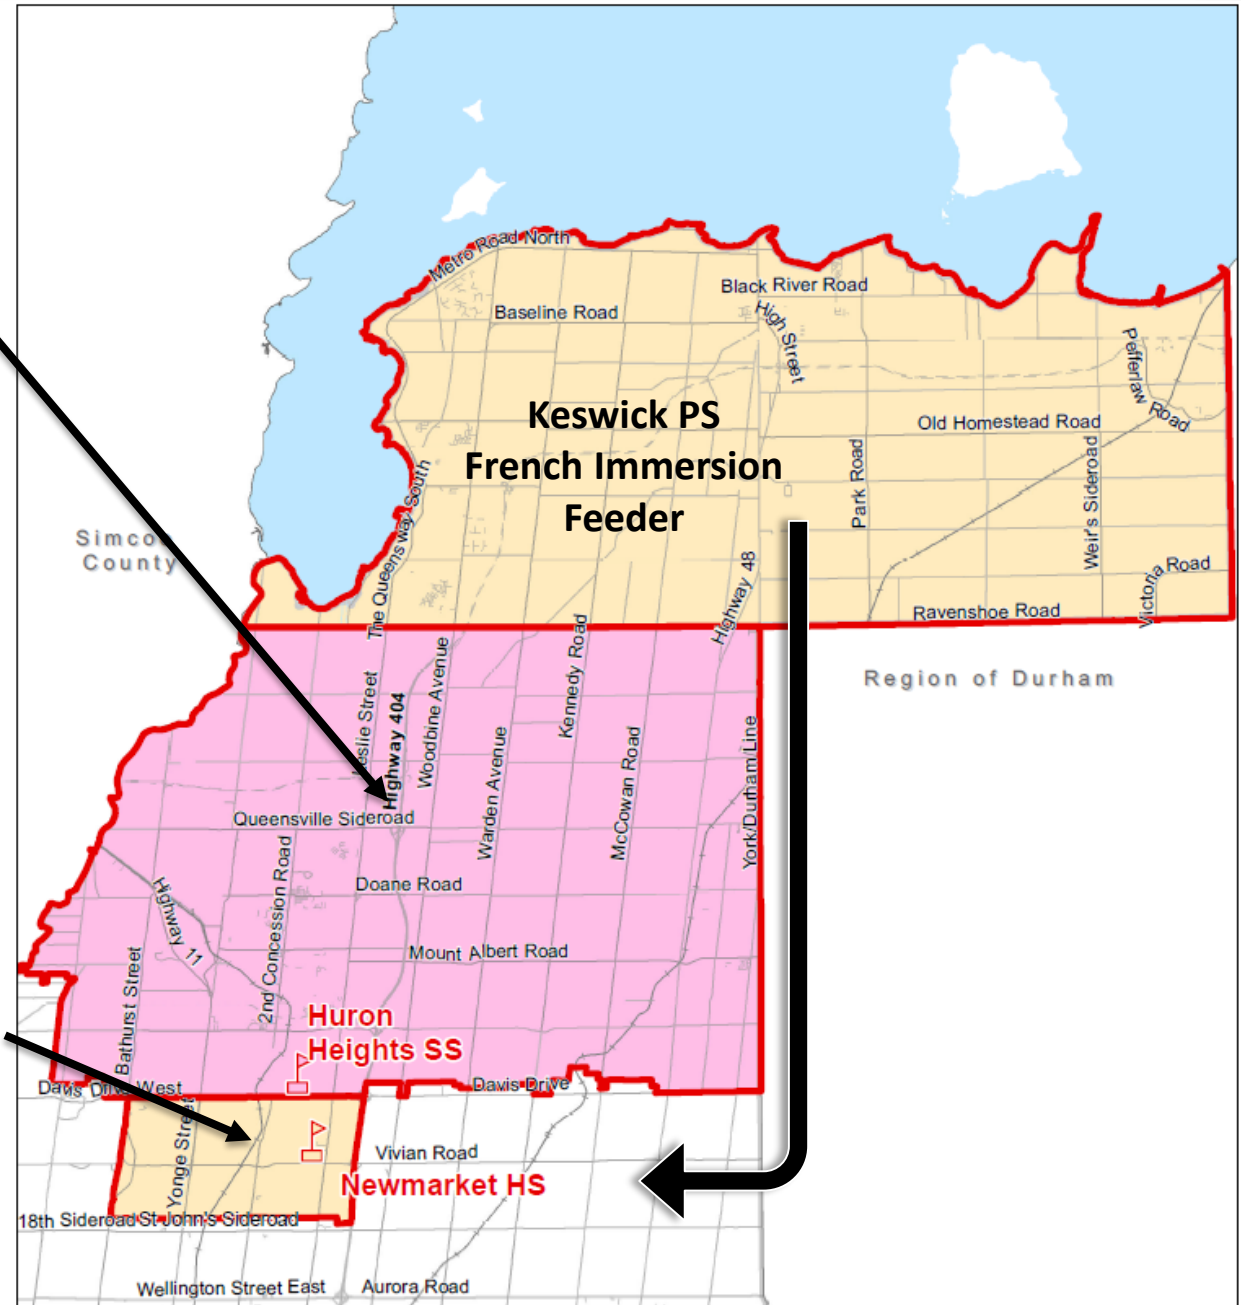 Metro Road North
Black River Road
Baseline Road
High Street
Pefferlaw Road
Keswick PS
French Immersion
Feeder
Old Homestead Road
Park Road
Weir's Sideroad
The Queensway South
Simcoe
County
Highway 48
Victoria Road
Ravenshoe Road
Region of Durham
Leslie Street
Highway 404
Woodbine Avenue
Kennedy Road
Warden Avenue
McCowan Road
York/Durham Line
Queensville Sideroad
Doane Road
Highway 11
2nd Concession Road
Mount Albert Road
Bathurst Street
Huron
Heights SS
Davis Drive West
Davis Drive
Yonge Street
Vivian Road
Newmarket HS
18th Sideroad
St John's Sideroad
Wellington Street East
Aurora Road